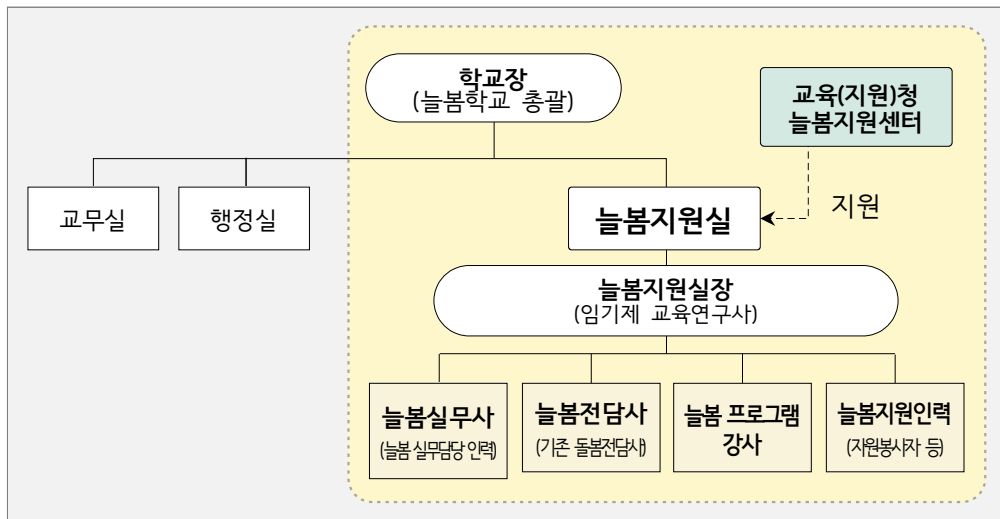 학교장
(늘봄학교 총괄)
교육(지원)청
늘봄지원센터
교무실
행정실
늘봄지원실
지원
늘봄지원실장
(임기제 교육연구사)
늘봄실무사
(늘봄 실무담당 인력)
늘봄전담사
(기존 돌봄전담사)
늘봄 프로그램
강사
늘봄지원인력
(자원봉사자 등)